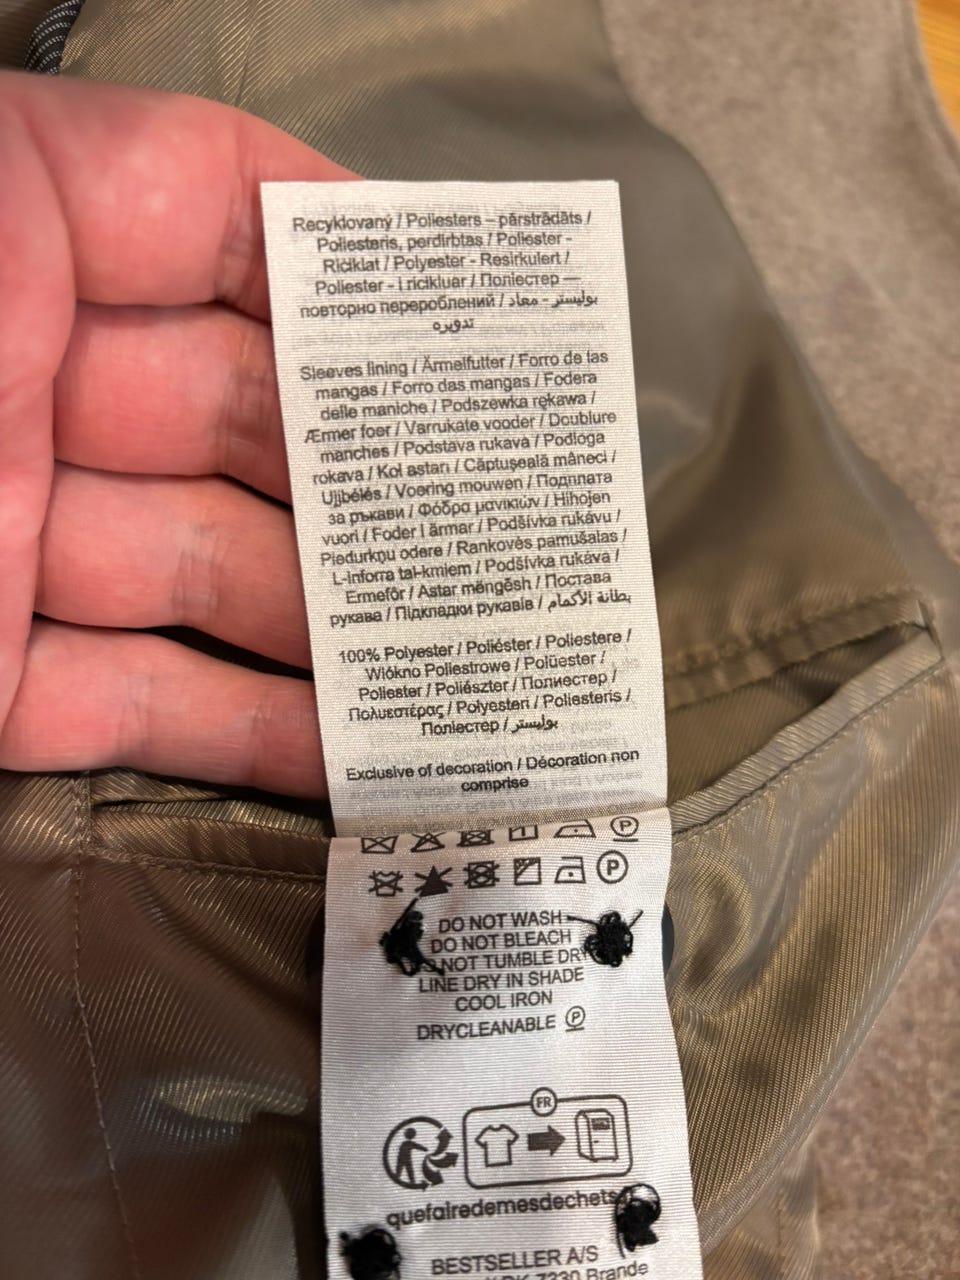 Recyklovaný / Poliesters – pārstrādāts /
Poliesteris, perdirbtas / Poliester -
Riciklat / Polyester - Resirkulert /
Poliester - I ricikluar / Поліестер —
повторно перероблений / بوليستر - معاد
تدويره
Sleeves lining / Ärmelfutter / Forro de las
mangas / Forro das mangas / Fodera
delle maniche / Podszewka rękawa /
Ærmer foer / Varrukate vooder / Doublure
manches / Podstava rukava / Podloga
rokava / Kol astarı / Căptușeală mâneci /
Ujjbélés / Voering mouwen / Подплата
за ръкави / Φόδρα μανικιών / Hihojen
vuori / Foder I ärmar / Podšívka rukávu /
Piedurkņu odere / Rankovės pamušalas /
L-inforra tal-kmiem / Podšívka rukáva /
Ermefôr / Astar mëngësh / Постава
рукава / Підкладки рукавів / بطانة الأكمام
100% Polyester / Poliéster / Poliestere /
Włókno Poliestrowe / Polüester /
Poliester / Poliészter / Полиестер /
Πολυεστέρας / Polyesteri / Poliesteris /
Поліестер / بوليستر
Exclusive of decoration / Décoration non
comprise
P
P
DO NOT WASH
DO NOT BLEACH
NOT TUMBLE DRY
LINE DRY IN SHADE
COOL IRON
DRYCLEANABLE P
FR
quefairedemesdechets
BESTSELLER A/S
7330 Brande